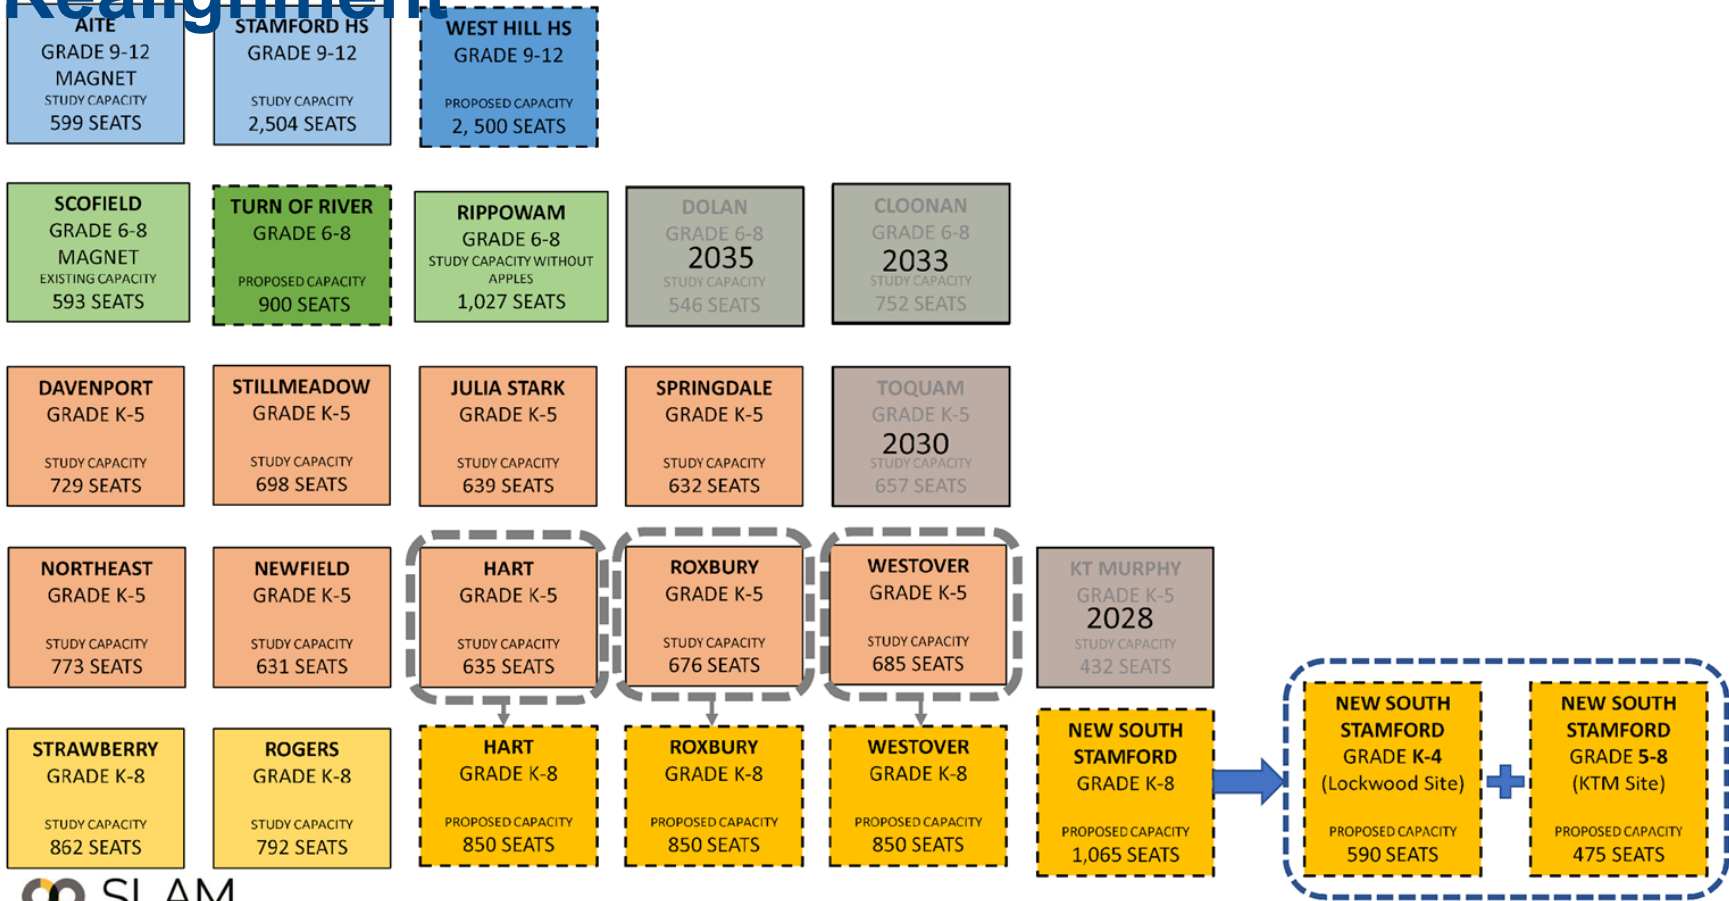 Realignment
AITE
GRADE 9-12
MAGNET
STUDY CAPACITY
599 SEATS
STAMFORD HS
GRADE 9-12
STUDY CAPACITY
2,504 SEATS
WEST HILL HS
GRADE 9-12
PROPOSED CAPACITY
2, 500 SEATS
SCOFIELD
GRADE 6-8
MAGNET
EXISTING CAPACITY
593 SEATS
TURN OF RIVER
GRADE 6-8
PROPOSED CAPACITY
900 SEATS
RIPPOWAM
GRADE 6-8
STUDY CAPACITY WITHOUT
APPLES
1,027 SEATS
DOLAN
GRADE 6-8
2035
STUDY CAPACITY
546 SEATS
CLOONAN
GRADE 6-8
2033
STUDY CAPACITY
752 SEATS
DAVENPORT
GRADE K-5
STUDY CAPACITY
729 SEATS
STILLMEADOW
GRADE K-5
STUDY CAPACITY
698 SEATS
JULIA STARK
GRADE K-5
STUDY CAPACITY
639 SEATS
SPRINGDALE
GRADE K-5
STUDY CAPACITY
632 SEATS
TOQUAM
GRADE K-5
2030
STUDY CAPACITY
657 SEATS
NORTHEAST
GRADE K-5
STUDY CAPACITY
773 SEATS
NEWFIELD
GRADE K-5
STUDY CAPACITY
631 SEATS
HART
GRADE K-5
STUDY CAPACITY
635 SEATS
ROXBURY
GRADE K-5
STUDY CAPACITY
676 SEATS
WESTOVER
GRADE K-5
STUDY CAPACITY
685 SEATS
KT MURPHY
GRADE K-5
2028
STUDY CAPACITY
432 SEATS
STRAWBERRY
GRADE K-8
STUDY CAPACITY
862 SEATS
ROGERS
GRADE K-8
STUDY CAPACITY
792 SEATS
HART
GRADE K-8
PROPOSED CAPACITY
850 SEATS
ROXBURY
GRADE K-8
PROPOSED CAPACITY
850 SEATS
WESTOVER
GRADE K-8
PROPOSED CAPACITY
850 SEATS
NEW SOUTH
STAMFORD
GRADE K-8
PROPOSED CAPACITY
1,065 SEATS
NEW SOUTH
STAMFORD
GRADE K-4
(Lockwood Site)
PROPOSED CAPACITY
590 SEATS
NEW SOUTH
STAMFORD
GRADE 5-8
(KTM Site)
PROPOSED CAPACITY
475 SEATS
SLAM